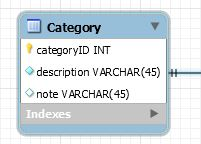 Category
categoryID INT
description VARCHAR(45)
note VARCHAR(45)
Indexes